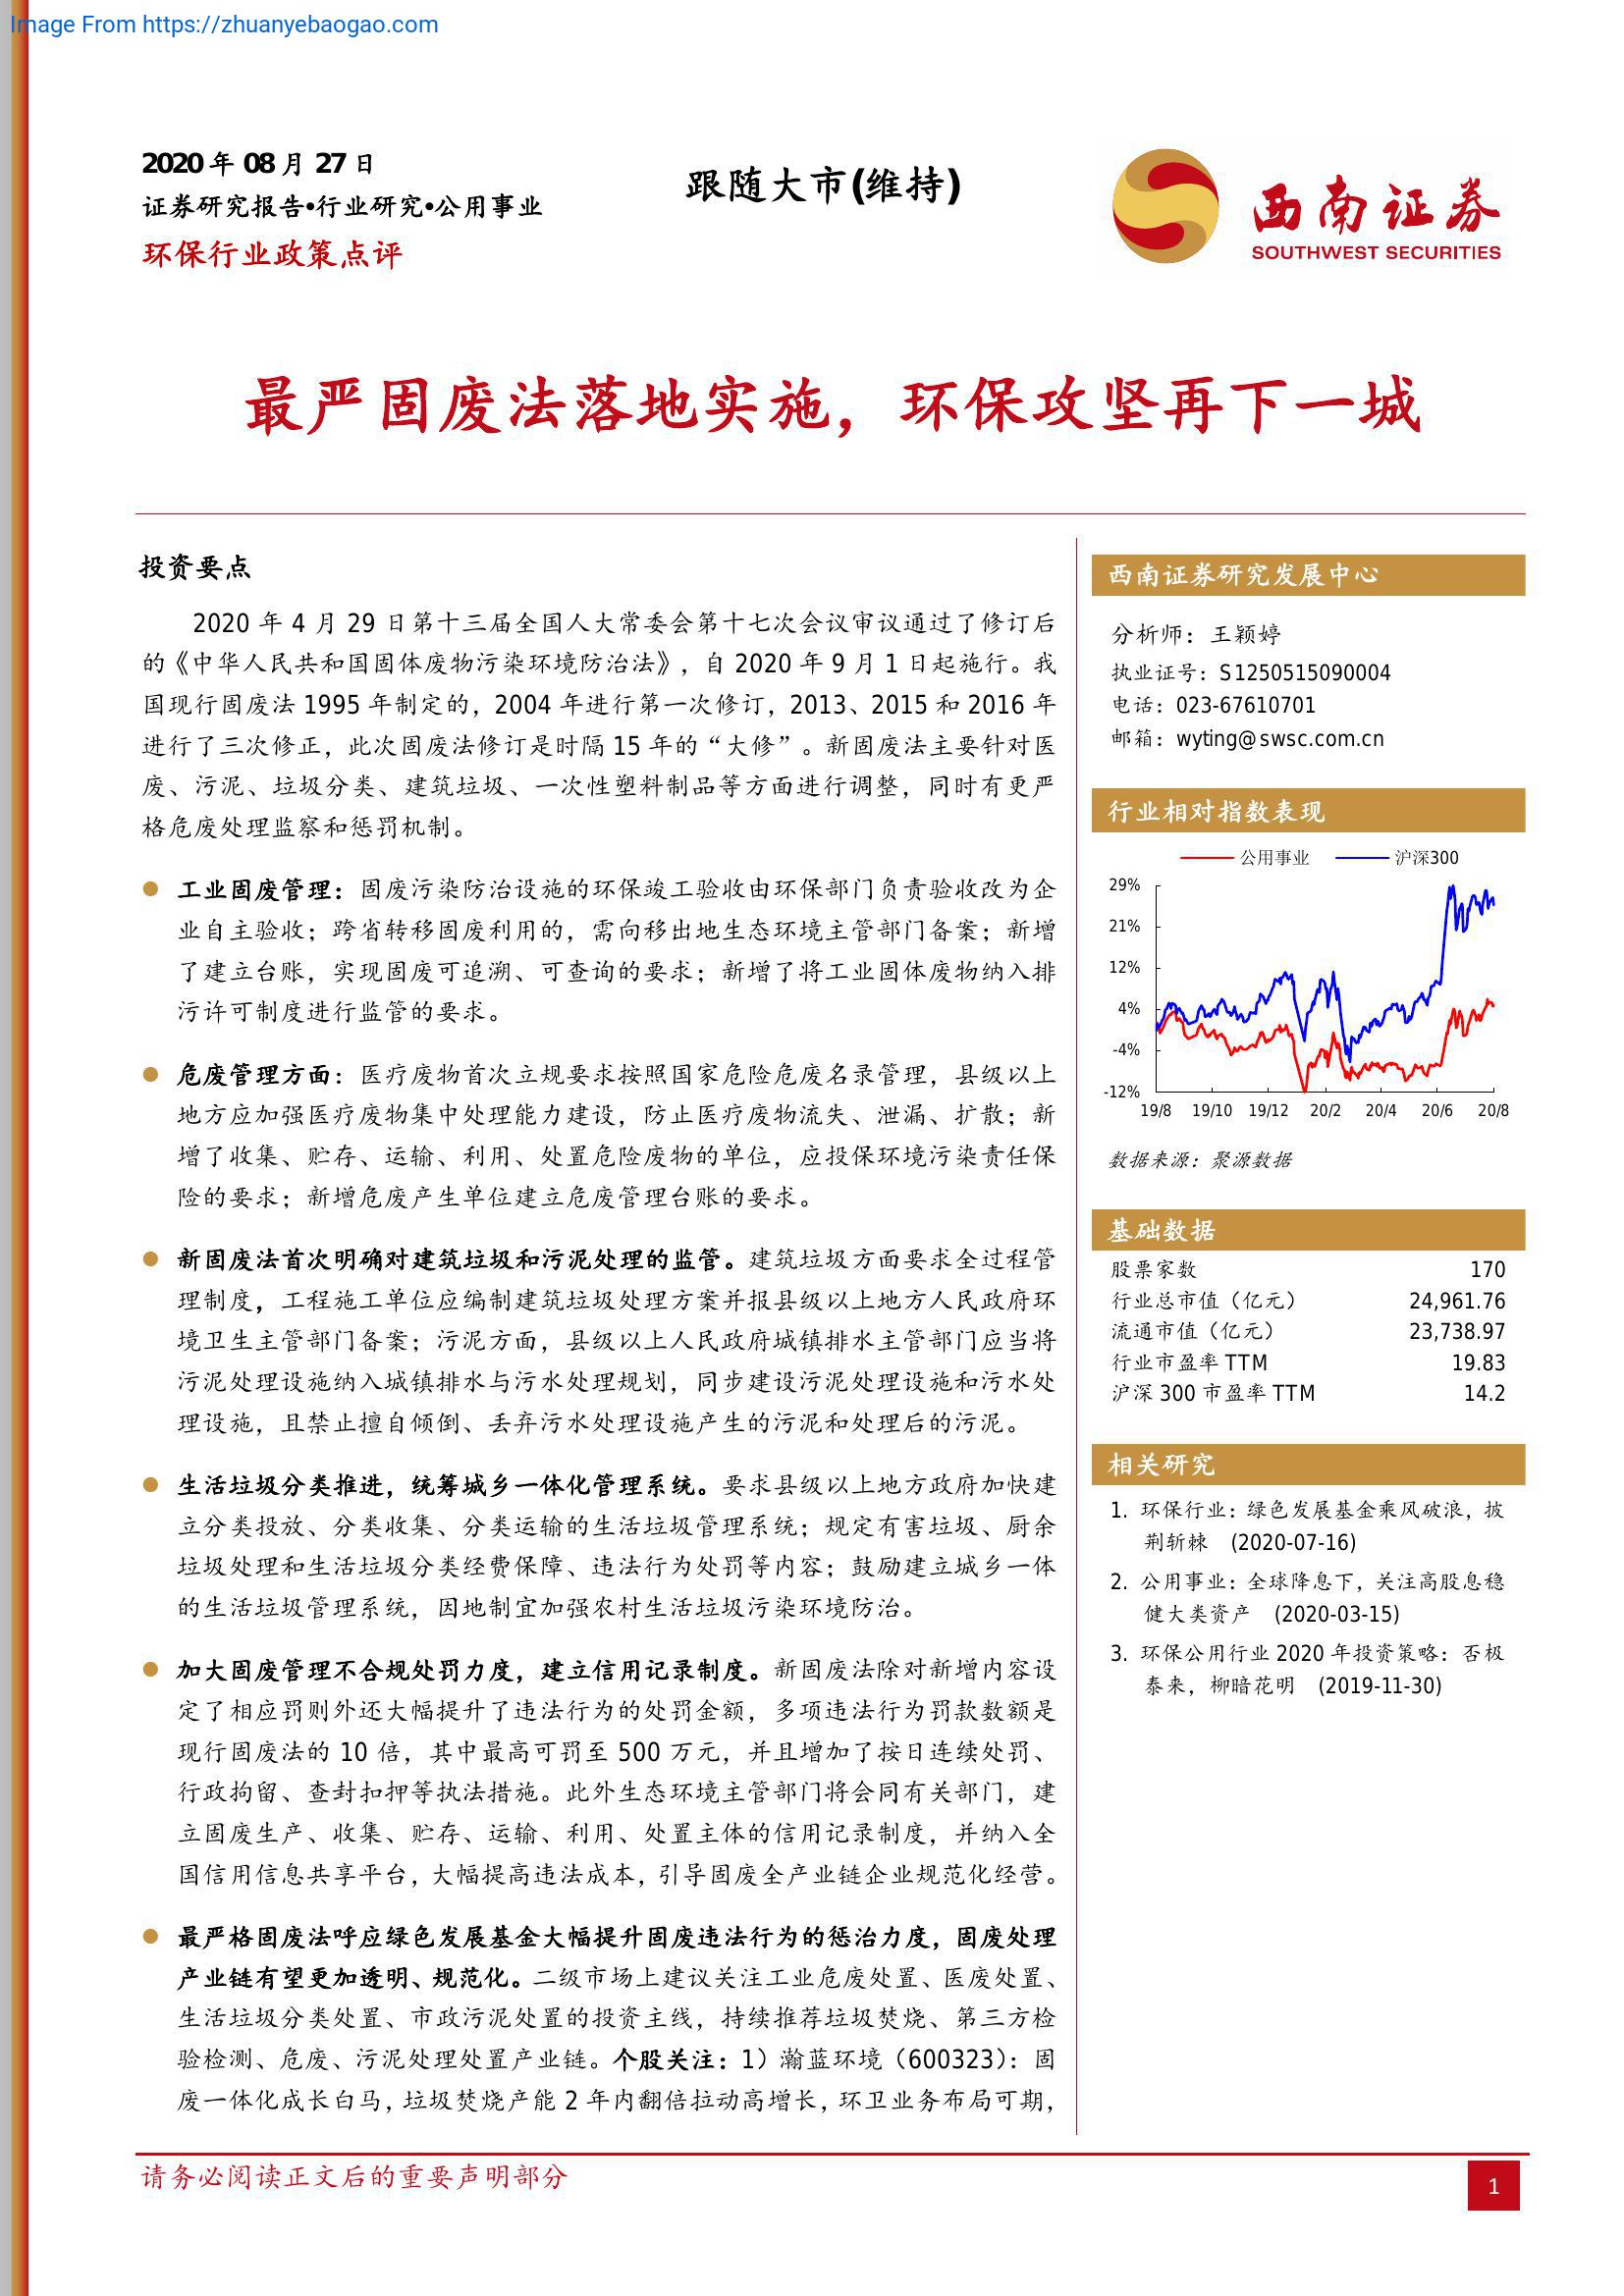 Image From https://zhuanyebaogao.com
2020 年 08 月 27 日
证券研究报告•行业研究•公用事业
环保行业政策点评
跟随大市(维持)
西南证券
SOUTHWEST SECURITIES
最严固废法落地实施，环保攻坚再下一城
投资要点
2020 年 4 月 29 日第十三届全国人大常委会第十七次会议审议通过了修订后
的《中华人民共和国固体废物污染环境防治法》，自 2020 年 9 月 1 日起施行。我
国现行固废法 1995 年制定的，2004 年进行第一次修订，2013、2015 和 2016 年
进行了三次修正，此次固废法修订是时隔 15 年的“大修”。新固废法主要针对医
废、污泥、垃圾分类、建筑垃圾、一次性塑料制品等方面进行调整，同时有更严
格危废处理监察和惩罚机制。
工业固废管理：固废污染防治设施的环保竣工验收由环保部门负责验收改为企
业自主验收；跨省转移固废利用的，需向移出地生态环境主管部门备案；新增
了建立台账，实现固废可追溯、可查询的要求；新增了将工业固体废物纳入排
污许可制度进行监管的要求。
危废管理方面：医疗废物首次立规要求按照国家危险危废名录管理，县级以上
地方应加强医疗废物集中处理能力建设，防止医疗废物流失、泄漏、扩散；新
增了收集、贮存、运输、利用、处置危险废物的单位，应投保环境污染责任保
险的要求；新增危废产生单位建立危废管理台账的要求。
新固废法首次明确对建筑垃圾和污泥处理的监管。建筑垃圾方面要求全过程管
理制度，工程施工单位应编制建筑垃圾处理方案并报县级以上地方人民政府环
境卫生主管部门备案；污泥方面，县级以上人民政府城镇排水主管部门应当将
污泥处理设施纳入城镇排水与污水处理规划，同步建设污泥处理设施和污水处
理设施，且禁止擅自倾倒、丢弃污水处理设施产生的污泥和处理后的污泥。
生活垃圾分类推进，统筹城乡一体化管理系统。要求县级以上地方政府加快建
立分类投放、分类收集、分类运输的生活垃圾管理系统；规定有害垃圾、厨余
垃圾处理和生活垃圾分类经费保障、违法行为处罚等内容；鼓励建立城乡一体
的生活垃圾管理系统，因地制宜加强农村生活垃圾污染环境防治。
加大固废管理不合规处罚力度，建立信用记录制度。新固废法除对新增内容设
定了相应罚则外还大幅提升了违法行为的处罚金额，多项违法行为罚款数额是
现行固废法的 10 倍，其中最高可罚至 500 万元，并且增加了按日连续处罚、
行政拘留、查封扣押等执法措施。此外生态环境主管部门将会同有关部门，建
立固废生产、收集、贮存、运输、利用、处置主体的信用记录制度，并纳入全
国信用信息共享平台，大幅提高违法成本，引导固废全产业链企业规范化经营。
最严格固废法呼应绿色发展基金大幅提升固废违法行为的惩治力度，固废处理
产业链有望更加透明、规范化。二级市场上建议关注工业危废处置、医废处置、
生活垃圾分类处置、市政污泥处置的投资主线，持续推荐垃圾焚烧、第三方检
验检测、危废、污泥处理处置产业链。个股关注：1）瀚蓝环境（600323）：固
废一体化成长白马，垃圾焚烧产能 2 年内翻倍拉动高增长，环卫业务布局可期，
西南证券研究发展中心
分析师：王颖婷
执业证号：S1250515090004
电话：023-67610701
邮箱：wyting@swsc.com.cn
行业相对指数表现
公用事业 沪深300
29%
21%
12%
4%
-4%
-12%
19/8 19/10 19/12 20/2 20/4 20/6 20/8
数据来源：聚源数据
基础数据
股票家数 170
行业总市值（亿元） 24,961.76
流通市值（亿元） 23,738.97
行业市盈率 TTM 19.83
沪深 300 市盈率 TTM 14.2
相关研究
1. 环保行业：绿色发展基金乘风破浪，披
荆斩棘 (2020-07-16)
2. 公用事业：全球降息下，关注高股息稳
健大类资产 (2020-03-15)
3. 环保公用行业 2020 年投资策略：否极
泰来，柳暗花明 (2019-11-30)
请务必阅读正文后的重要声明部分
1